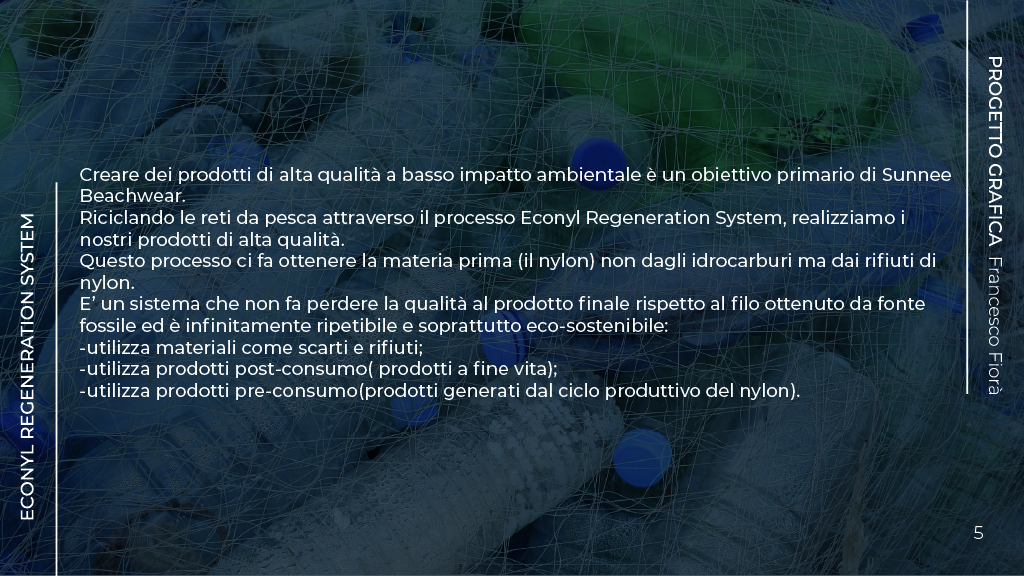 ECONYL REGENERATION SYSTEM
Creare dei prodotti di alta qualità a basso impatto ambientale è un obiettivo primario di Sunnee
Beachwear.
Riciclando le reti da pesca attraverso il processo Econyl Regeneration System, realizziamo i
nostri prodotti di alta qualità.
Questo processo ci fa ottenere la materia prima (il nylon) non dagli idrocarburi ma dai rifiuti di
nylon.
E’ un sistema che non fa perdere la qualità al prodotto finale rispetto al filo ottenuto da fonte
fossile ed è infinitamente ripetibile e soprattutto eco-sostenibile:
-utilizza materiali come scarti e rifiuti;
-utilizza prodotti post-consumo( prodotti a fine vita);
-utilizza prodotti pre-consumo(prodotti generati dal ciclo produttivo del nylon).
PROGETTO GRAFICA Francesco Fiorà
5